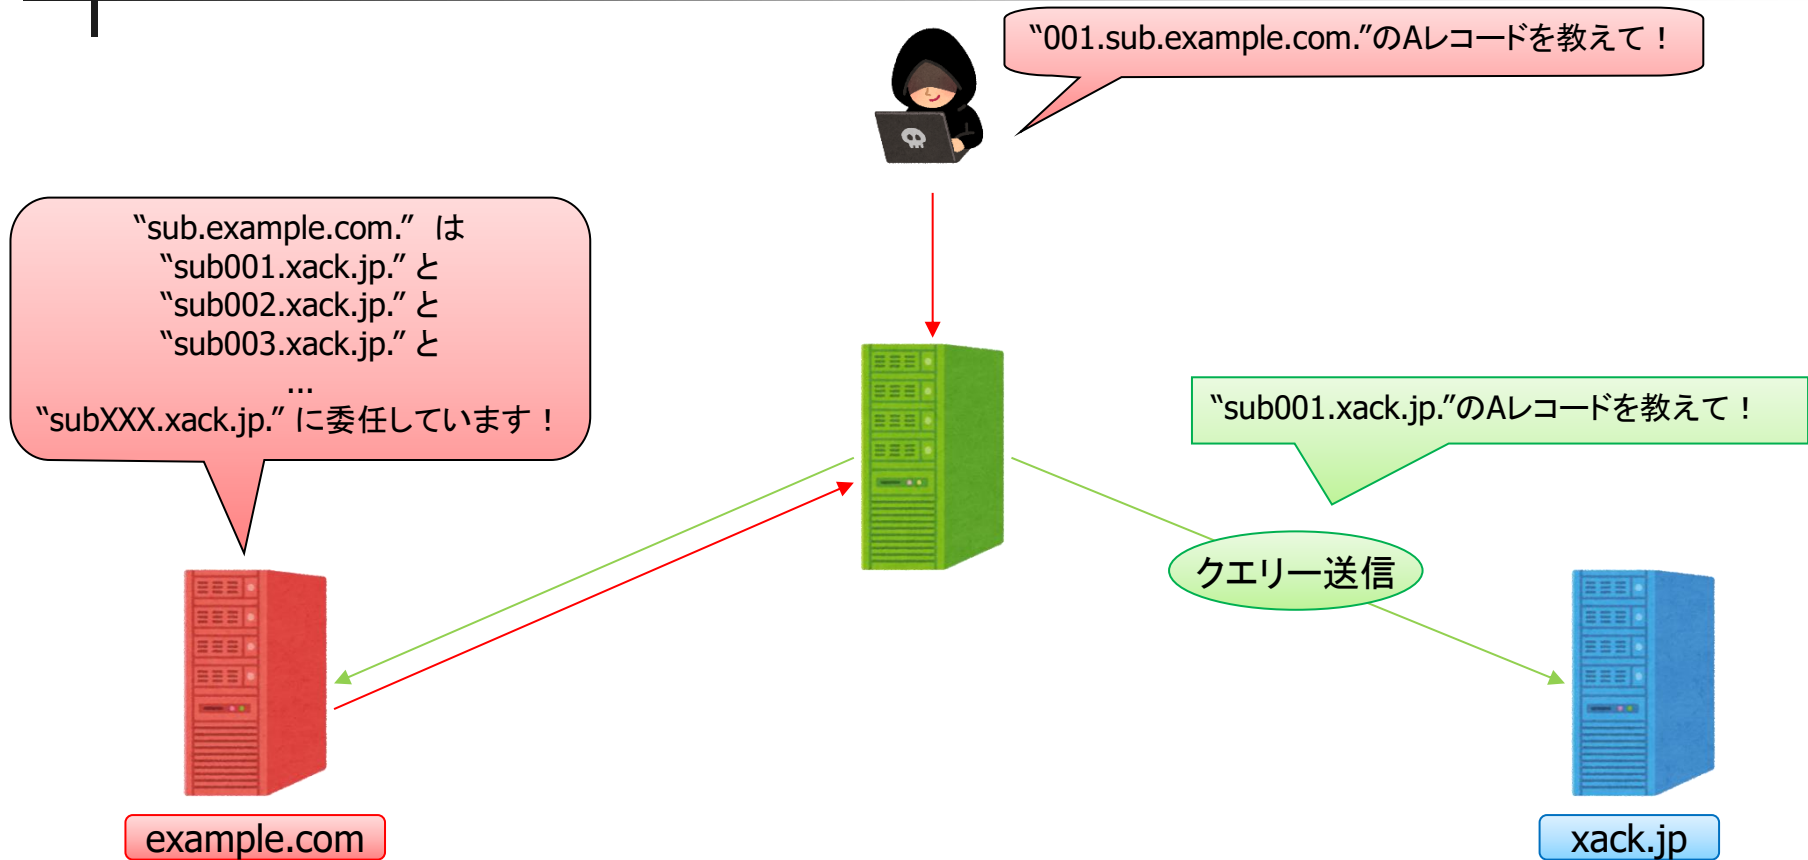 “001.sub.example.com.”のAレコードを教えて！
“sub.example.com.” は
“sub001.xack.jp.” と
“sub002.xack.jp.” と
“sub003.xack.jp.” と
...
“subXXX.xack.jp.” に委任しています！
“sub001.xack.jp.”のAレコードを教えて！
クエリー送信
example.com
xack.jp